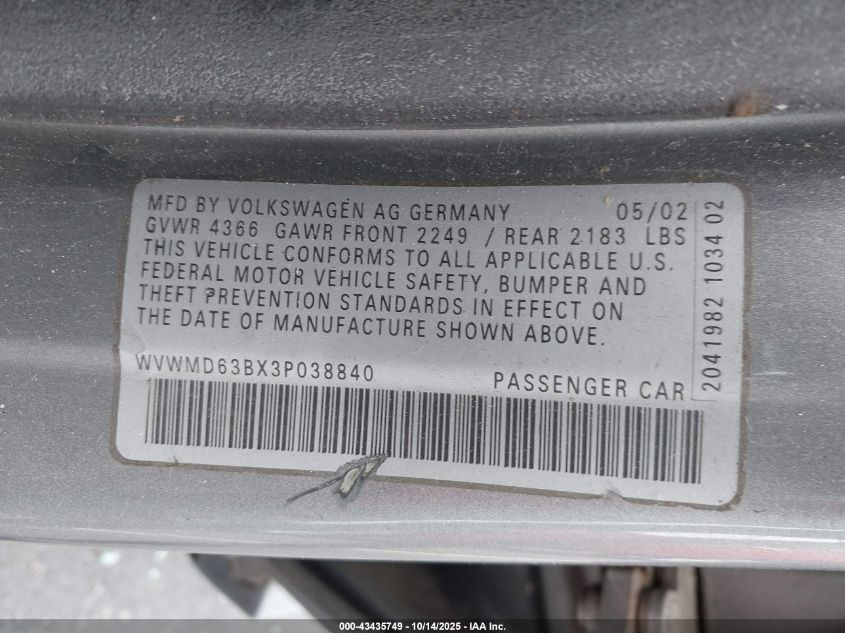 MFD BY VOLKSWAGEN AG GERMANY 05/02
GVWR 4366 GAWR FRONT 2249 / REAR 2183 LBS
THIS VEHICLE CONFORMS TO ALL APPLICABLE U.S.
FEDERAL MOTOR VEHICLE SAFETY, BUMPER AND
THEFT PREVENTION STANDARDS IN EFFECT ON
THE DATE OF MANUFACTURE SHOWN ABOVE.
WVWMD63BX3P038840 PASSENGER CAR
2041982 1034 02
000-43435749 - 10/14/2025 - IAA Inc.